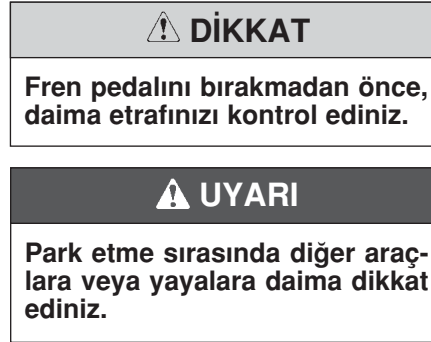 DİKKAT
Fren pedalını bırakmadan önce,
daima etrafınızı kontrol ediniz.
UYARI
Park etme sırasında diğer araç-
lara veya yayalara daima dikkat
ediniz.